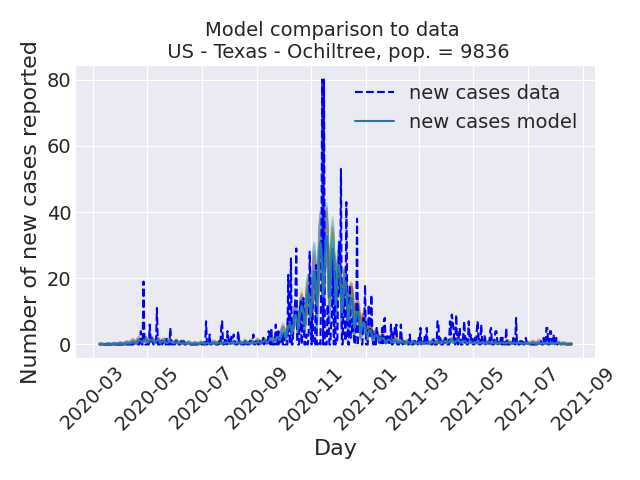 Model comparison to data
US - Texas - Ochiltree, pop. = 9836
Number of new cases reported
80
60
40
20
0
new cases data
new cases model
2020-03
2020-05
2020-07
2020-09
2020-11
2021-01
2021-03
2021-05
2021-07
2021-09
Day